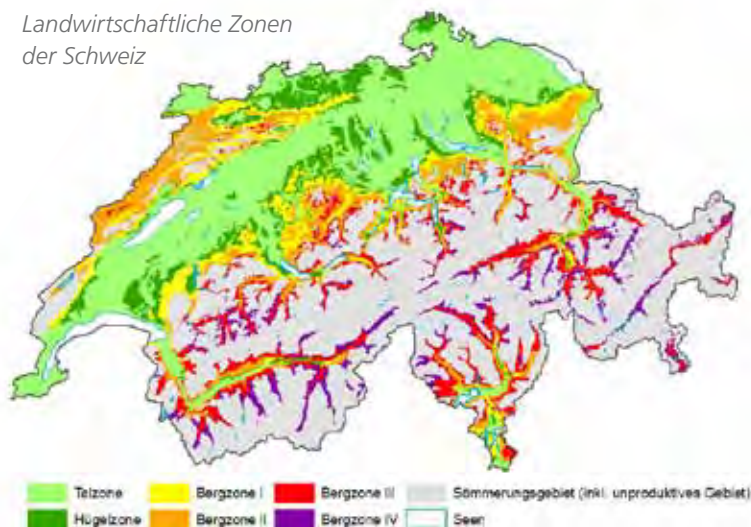 Landwirtschaftliche Zonen
der Schweiz
Talzone
Bergzone I
Bergzone III
Sömmerungsgebiet (inkl. unproduktives Gebiet)
Hügelzone
Bergzone II
Bergzone IV
Seen